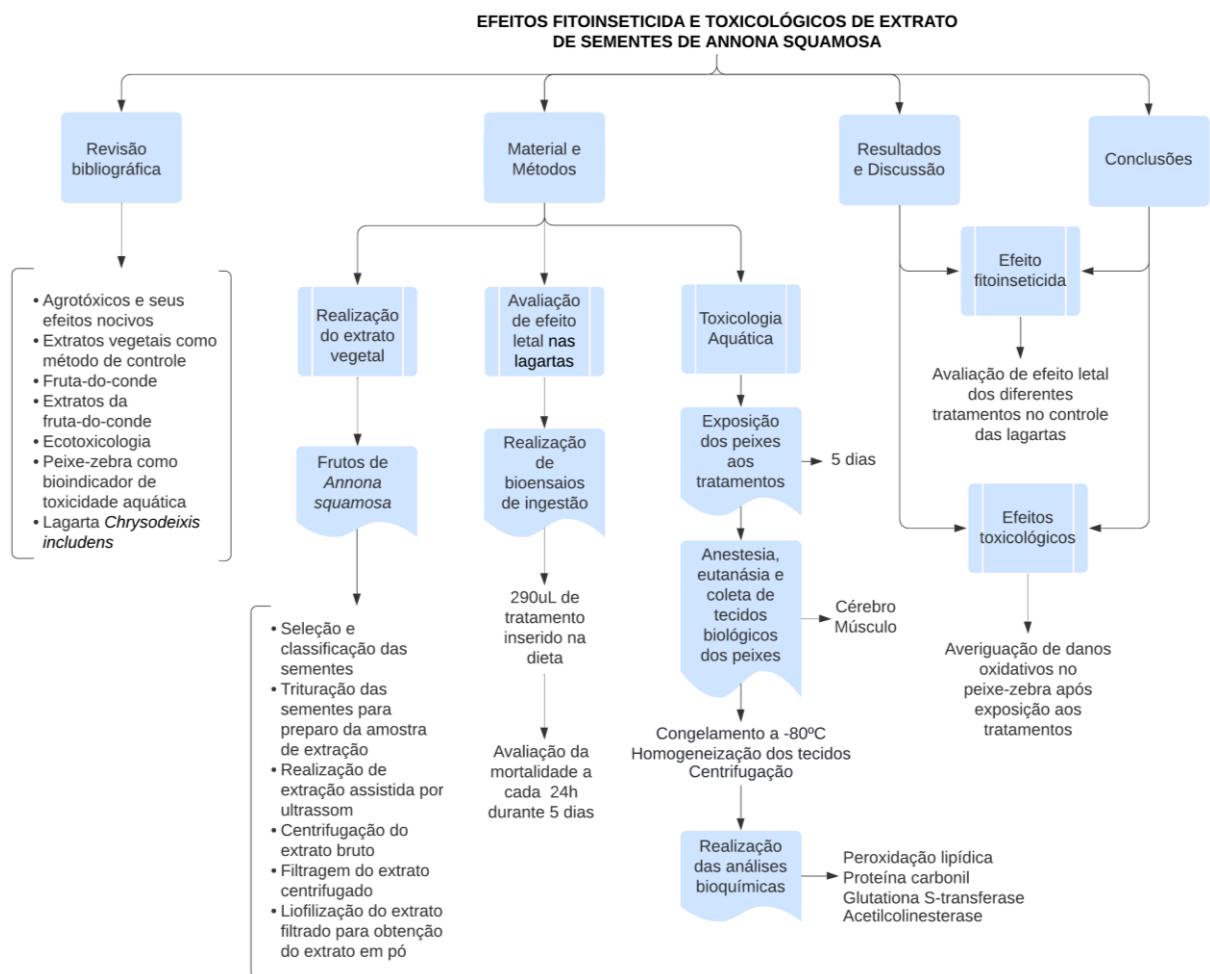 EFEITOS FITOINSETICIDA E TOXICOLÓGICOS DE EXTRATO
DE SEMENTES DE ANNONA SQUAMOSA
Revisão
bibliográfica
Material e
Métodos
Resultados
e Discussão
Conclusões
• Agrotóxicos e seus
efeitos nocivos
• Extratos vegetais como
método de controle
• Fruta-do-conde
• Extratos da
fruta-do-conde
• Ecotoxicologia
• Peixe-zebra como
bioindicador de
toxicidade aquática
• Lagarta Chrysodeixis
includens
Realização
do extrato
vegetal
Frutos de
Annona
squamosa
• Seleção e
classificação das
sementes
• Trituração das
sementes para
preparo da amostra
de extração
• Realização de
extração assistida por
ultrassom
• Centrifugação do
extrato bruto
• Filtragem do extrato
centrifugado
• Liofilização do extrato
filtrado para obtenção
do extrato em pó
Avaliação
de efeito
letal nas
lagartas
Realização
de
bioensaios
de ingestão
290uL de
tratamento
inserido na
dieta
Avaliação da
mortalidade a
cada 24h
durante 5 dias
Toxicologia
Aquática
Exposição
dos peixes
aos
tratamentos
5 dias
Anestesia,
eutanásia e
coleta de
tecidos
biológicos
dos peixes
Cérebro
Músculo
Congelamento a -80ºC
Homogeneização dos tecidos
Centrifugação
Realização
das análises
bioquímicas
Peroxidação lipídica
Proteína carbonil
Glutationa S-transferase
Acetilcolinesterase
Efeito
fitoinseticida
Avaliação de efeito letal
dos diferentes
tratamentos no controle
das lagartas
Efeitos
toxicológicos
Averiguação de danos
oxidativos no
peixe-zebra após
exposição aos
tratamentos